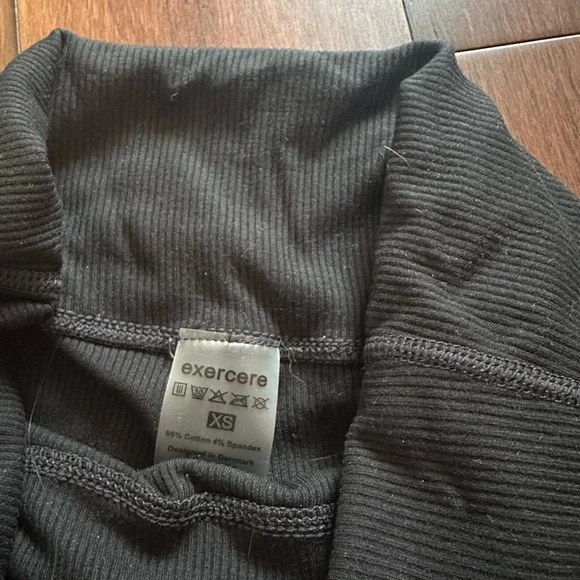 exercere
XS
96% Cotton 4% Spandex
Designed in Denmark